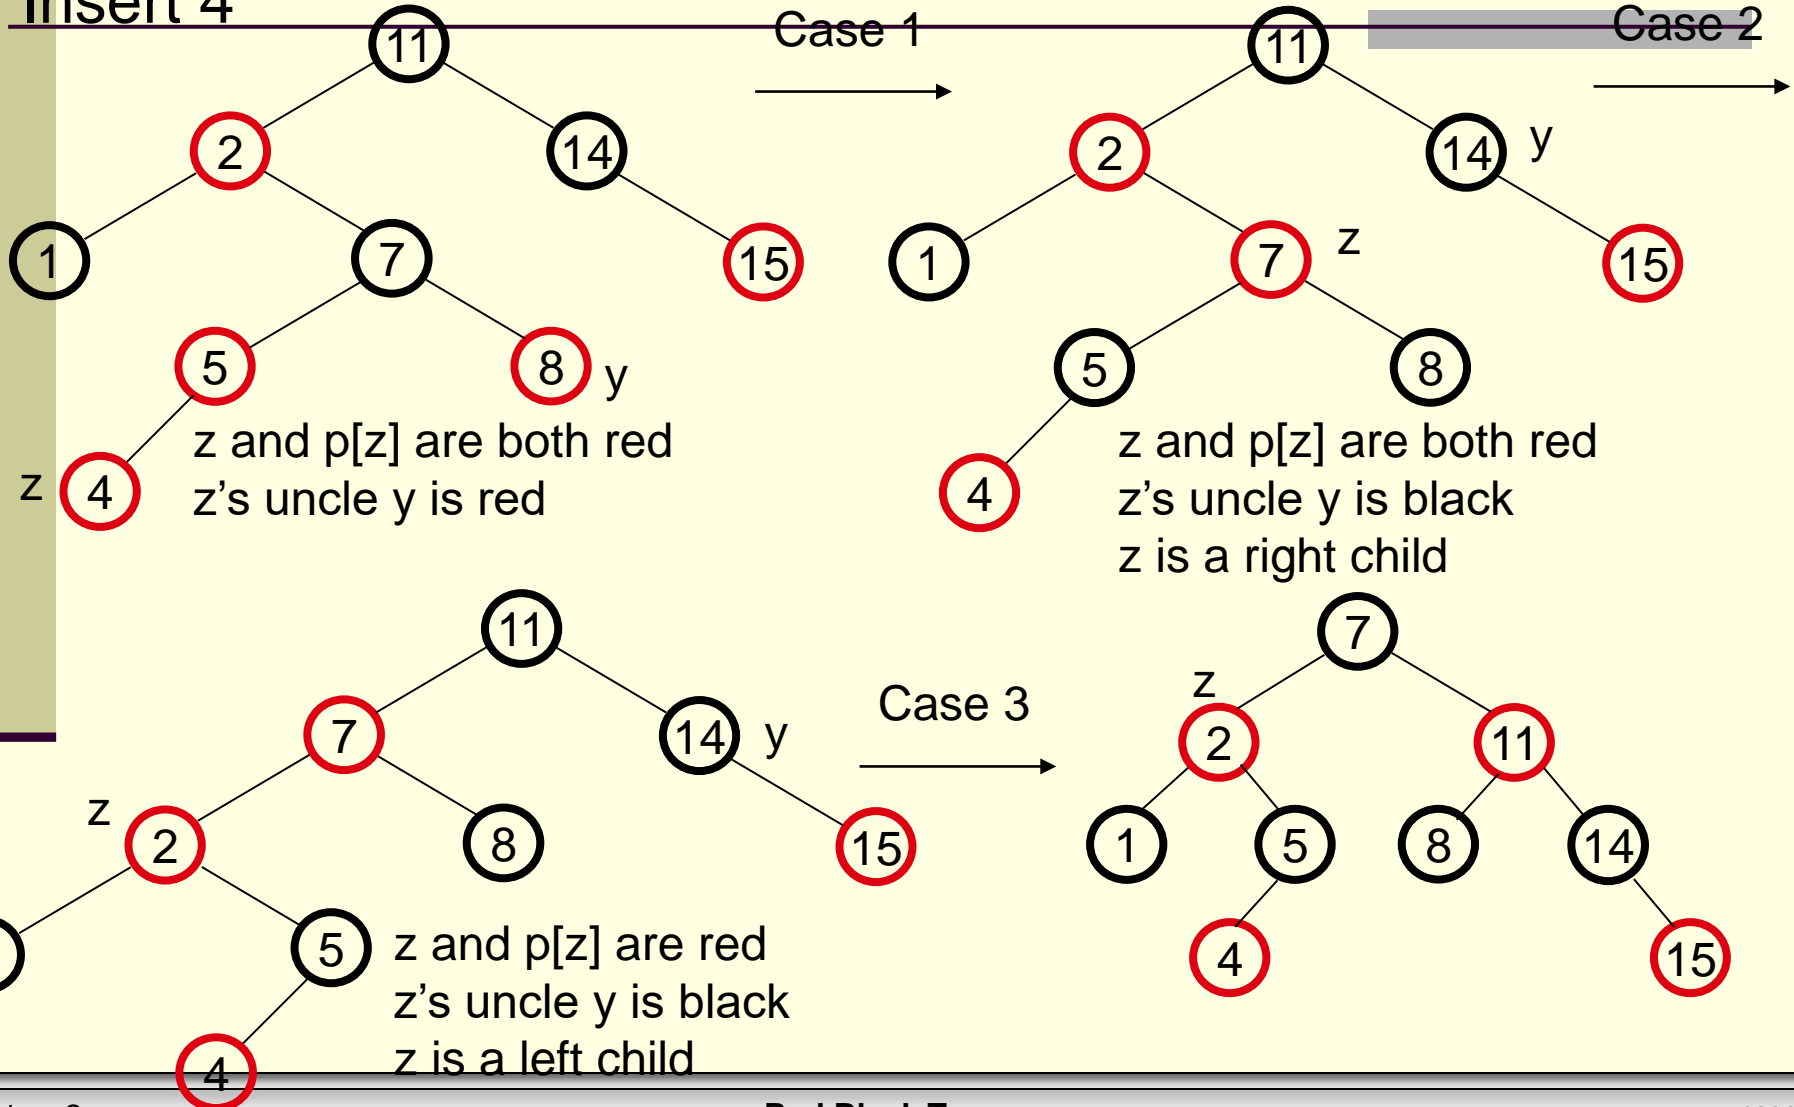 Insert 4
Case 1
Case 2
11
2
14
1
7
15
5
8
y
z
4
z and p[z] are both red
z’s uncle y is red
11
2
14
y
1
7
z
15
5
8
4
z and p[z] are both red
z’s uncle y is black
z is a right child
11
7
14
y
z
2
8
15
5
4
z and p[z] are red
z’s uncle y is black
z is a left child
Case 3
7
z
2
11
1
5
8
14
4
15